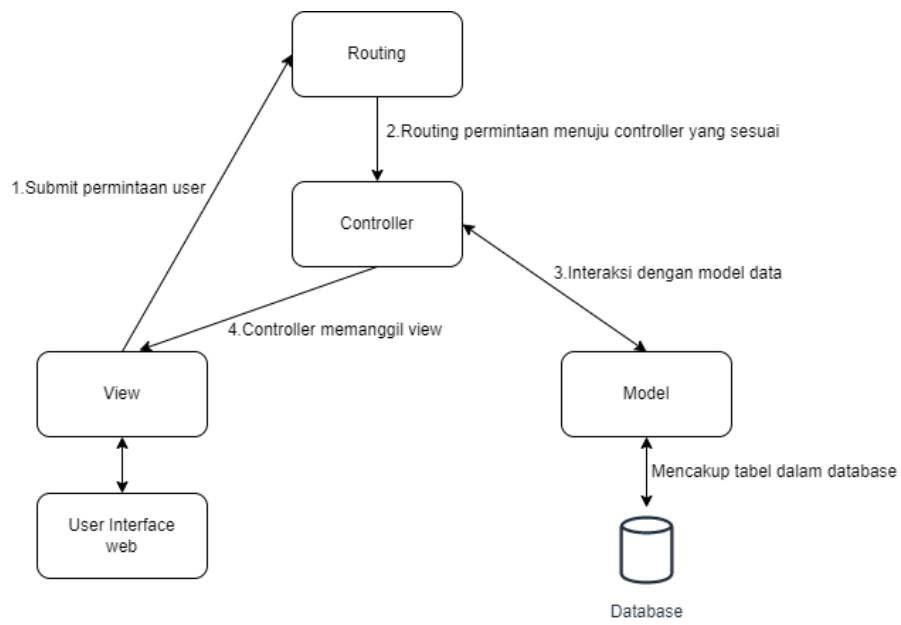 Routing
2.Routing permintaan menuju controller yang sesuai
1.Submit permintaan user
Controller
3.Interaksi dengan model data
4.Controller memanggil view
View
Model
Mencakup tabel dalam database
User Interface
web
Database